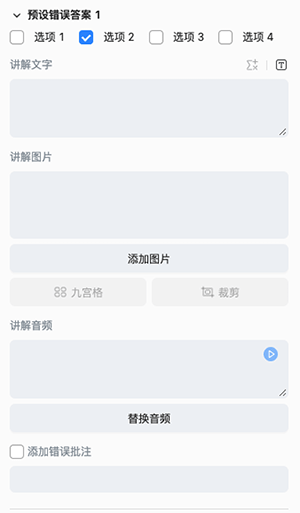 预设错误答案 1
选项 1 选项 2 选项 3 选项 4
讲解文字
讲解图片
添加图片
九宫格 裁剪
讲解音频
替换音频
添加错误批注